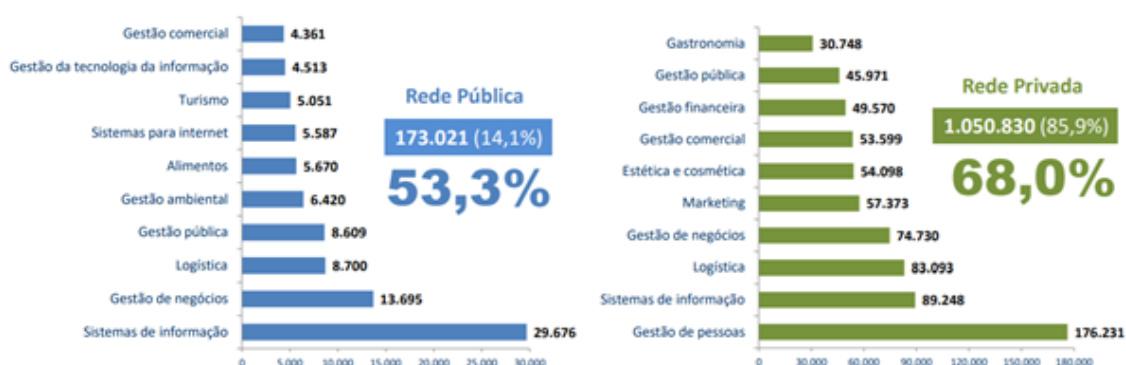 Gestão comercial 4.361
Gestão da tecnologia da informação 4.513
Turismo 5.051
Sistemas para internet 5.587
Alimentos 5.670
Gestão ambiental 6.420
Gestão pública 8.609
Logística 8.700
Gestão de negócios 13.695
Sistemas de informação 29.676
0 5.000 10.000 15.000 20.000 25.000 30.000
Rede Pública
173.021 (14,1%)
53,3%
Gastronomia 30.748
Gestão pública 45.971
Gestão financeira 49.570
Gestão comercial 53.599
Estética e cosmética 54.098
Marketing 57.373
Gestão de negócios 74.730
Logística 83.093
Sistemas de informação 89.248
Gestão de pessoas 176.231
0 30.000 60.000 90.000 120.000 150.000 180.000
Rede Privada
1.050.830 (85,9%)
68,0%